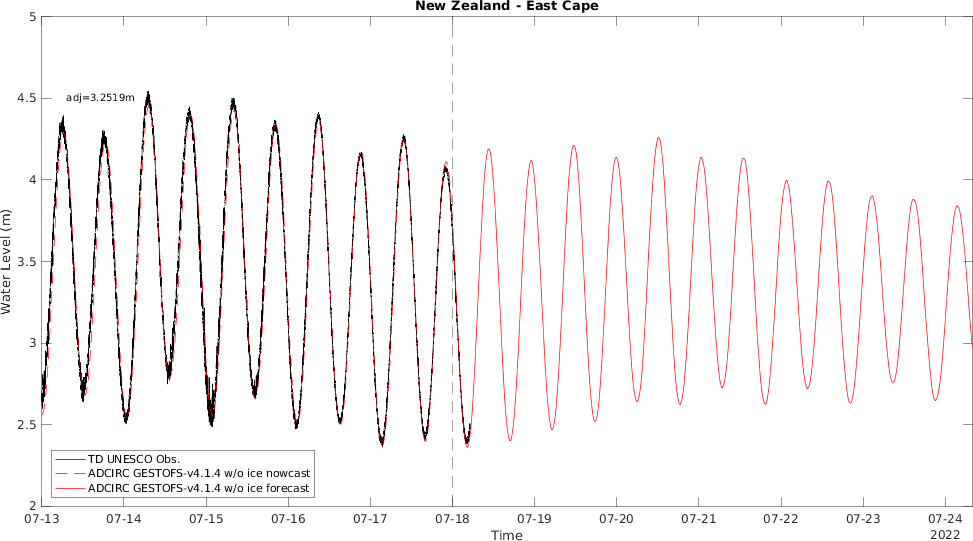 New Zealand - East Cape
5
4.5
4
3.5
3
2.5
2
Water Level (m)
adj=3.2519m
TD UNESCO Obs.
ADCIRC GESTOFS-v4.1.4 w/o ice nowcast
ADCIRC GESTOFS-v4.1.4 w/o ice forecast
07-13 07-14 07-15 07-16 07-17 07-18 07-19 07-20 07-21 07-22 07-23 07-24
Time
2022